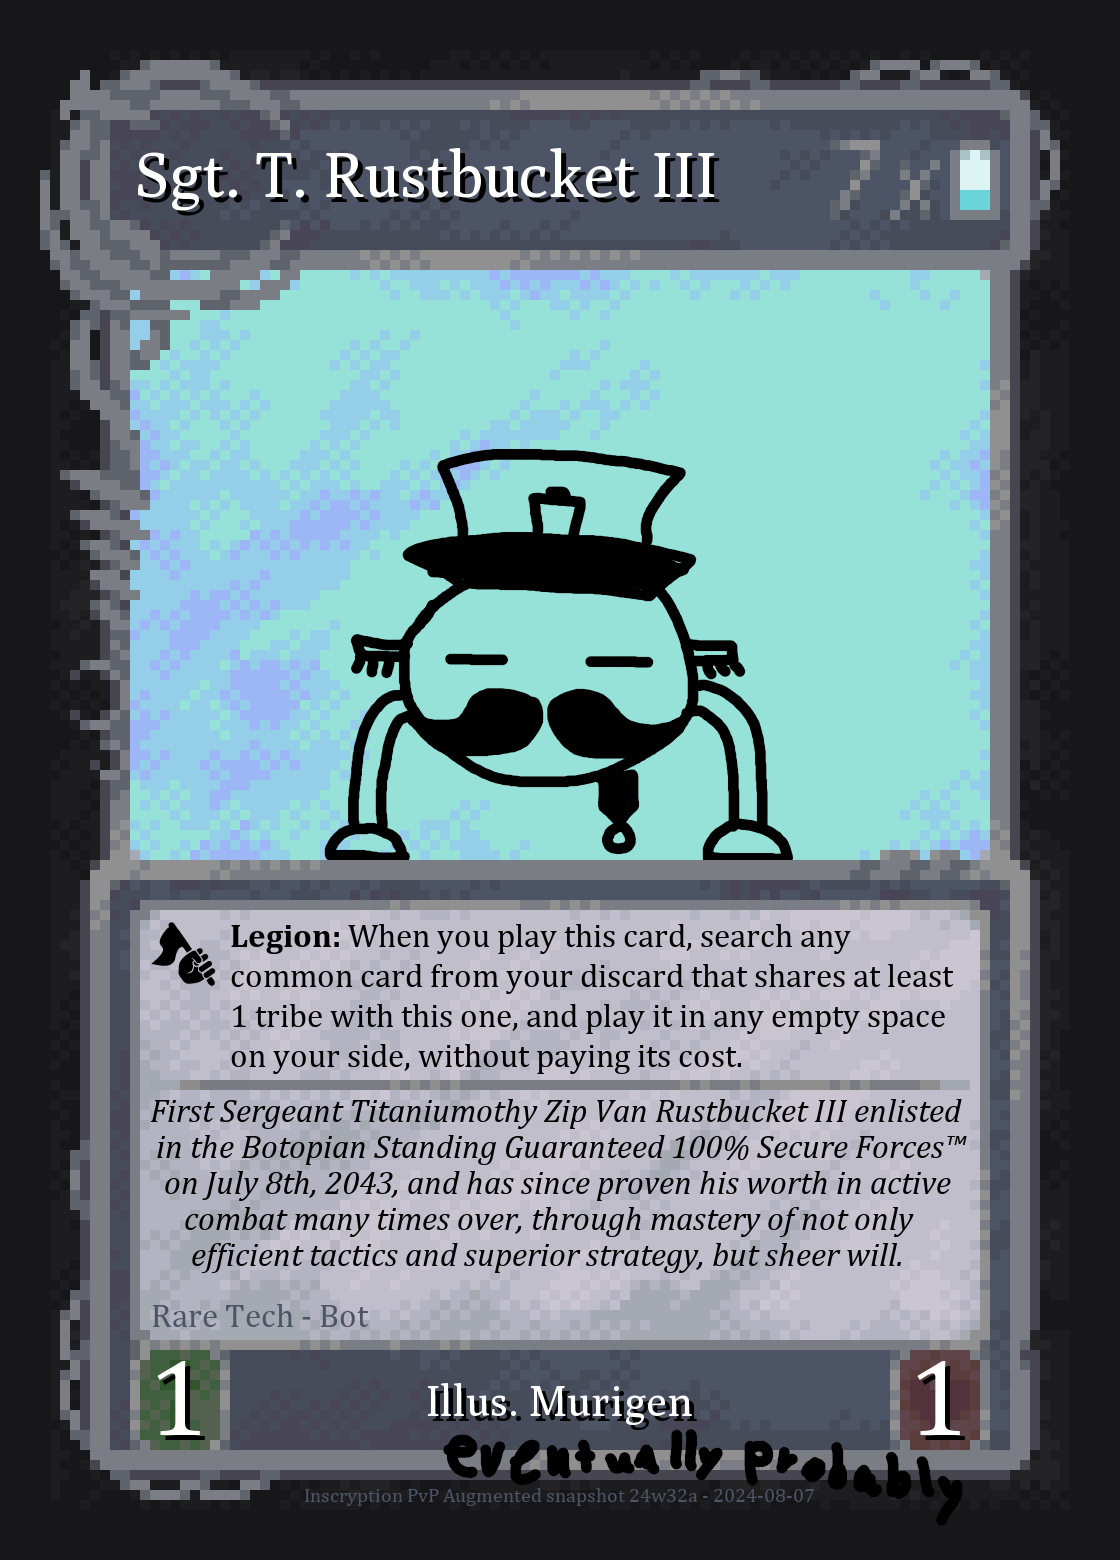 Sgt. T. Rustbucket III 7x
Legion: When you play this card, search any
common card from your discard that shares at least
1 tribe with this one, and play it in any empty space
on your side, without paying its cost.
First Sergeant Titaniumothy Zip Van Rustbucket III enlisted
in the Botopian Standing Guaranteed 100% Secure Forces™
on July 8th, 2043, and has since proven his worth in active
combat many times over, through mastery of not only
efficient tactics and superior strategy, but sheer will.
Rare Tech - Bot
1 Illus. Murigen 1
eventually probably
Inscryption PvP Augmented snapshot 24w32a - 2024-08-07